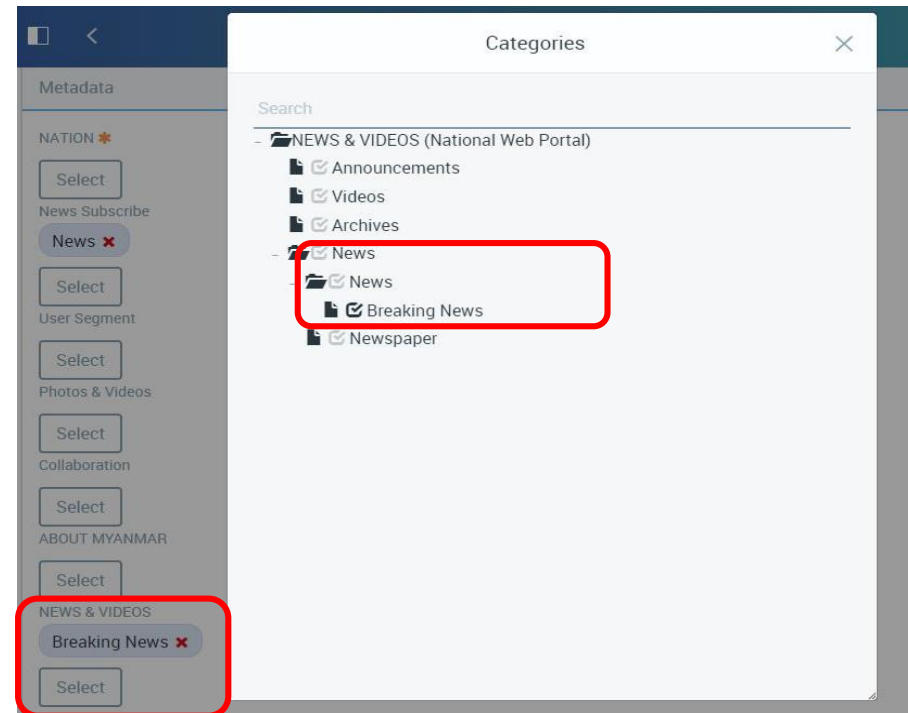 Categories
Metadata
Search
NATION *
Select
News Subscribe
News
Select
User Segment
Select
Photos & Videos
Select
Collaboration
Select
ABOUT MYANMAR
Select
NEWS & VIDEOS
Breaking News
Select
NEWS & VIDEOS (National Web Portal)
Announcements
Videos
Archives
News
News
Breaking News
Newspaper